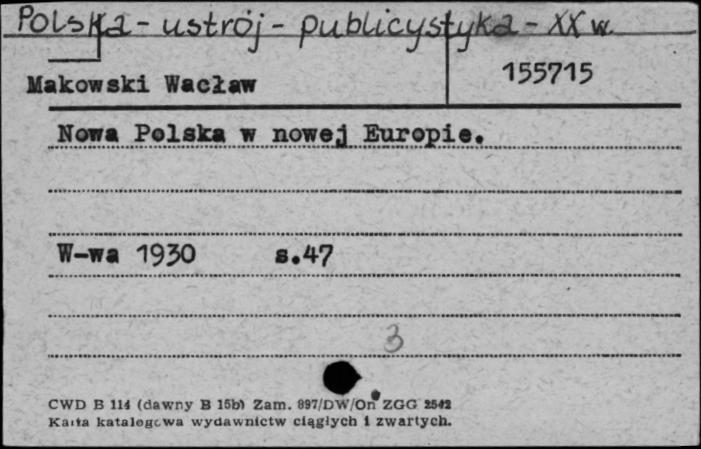 Polska - ustrój - publicystyka - XX w.
Makowski Wacław
155715
Nowa Polska w nowej Europie.
W-wa 1930 s.47
3
CWD B 114 (dawny B 15b) Zam. 897/DW/On ZGG 2542
Karta katalogowa wydawnictw ciągłych i zwartych.